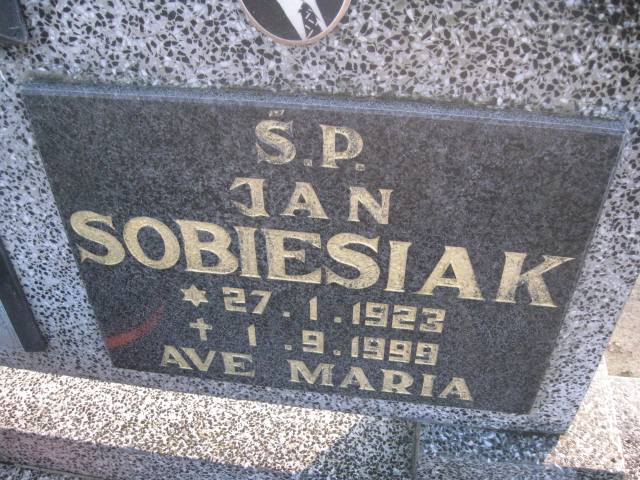 Ś.P.
JAN
SOBIESIAK
* 27.1.1923
† 1.9.1999
AVE MARIA